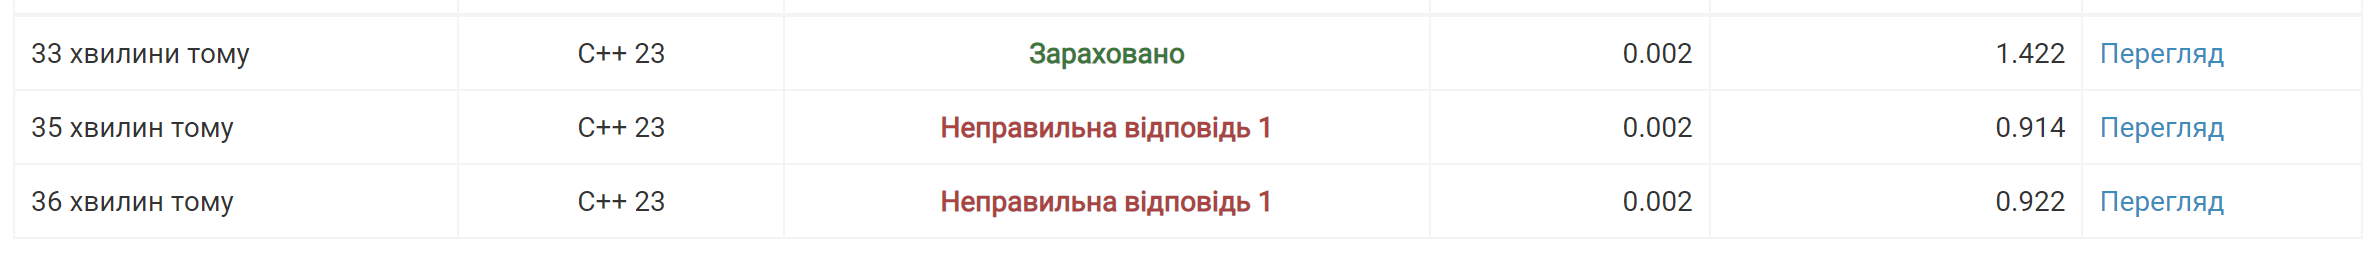 33 хвилини тому C++ 23 Зараховано 0.002 1.422 Перегляд
35 хвилин тому C++ 23 Неправильна відповідь 1 0.002 0.914 Перегляд
36 хвилин тому C++ 23 Неправильна відповідь 1 0.002 0.922 Перегляд